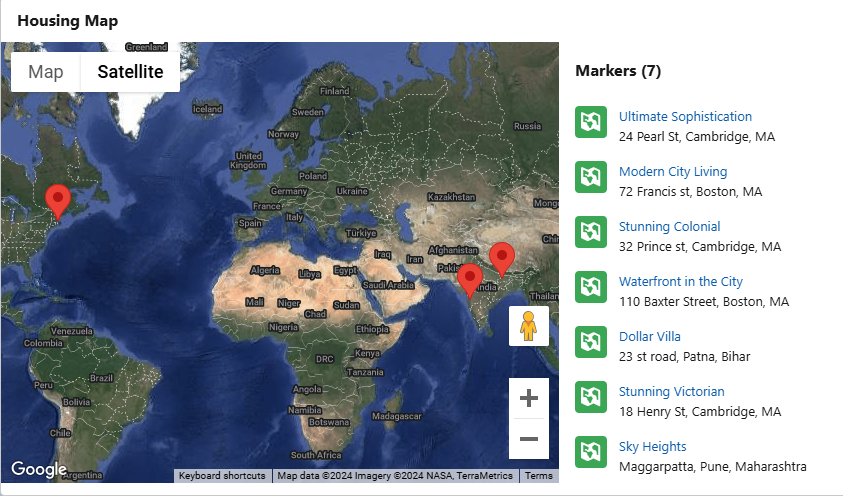 Housing Map
Map
Satellite
Greenland
Iceland
Finland
Sweden
Norway
Russia
United
Kingdom
Poland
Germany
Ukraine
France
Kazakhstan
Italy
Spain
Türkiye
Afghanistan
Iraq
Iran
Algeria
Libya
Egypt
Saudi Arabia
India
Thailand
Mali
Niger
Sudan
Chad
Nigeria
Ethiopia
Venezuela
Colombia
Kenya
DRC
Tanzania
Brazil
Peru
Angola
Bolivia
Namibia
Botswana
Madagascar
Chile
South Africa
Argentina
Google
Keyboard shortcuts
Map data ©2024 Imagery ©2024 NASA, TerraMetrics
Terms
Markers (7)
Ultimate Sophistication
24 Pearl St, Cambridge, MA
Modern City Living
72 Francis st, Boston, MA
Stunning Colonial
32 Prince st, Cambridge, MA
Waterfront in the City
110 Baxter Street, Boston, MA
Dollar Villa
23 st road, Patna, Bihar
Stunning Victorian
18 Henry St, Cambridge, MA
Sky Heights
Maggarpatta, Pune, Maharashtra